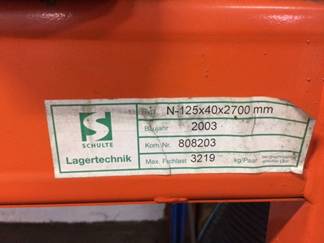 Typ: N-125x40x2700 mm
Baujahr 2003
SCHULTE
Kom.Nr. 808203
Lagertechnik
Max. Fachlast 3219 kg/Paar